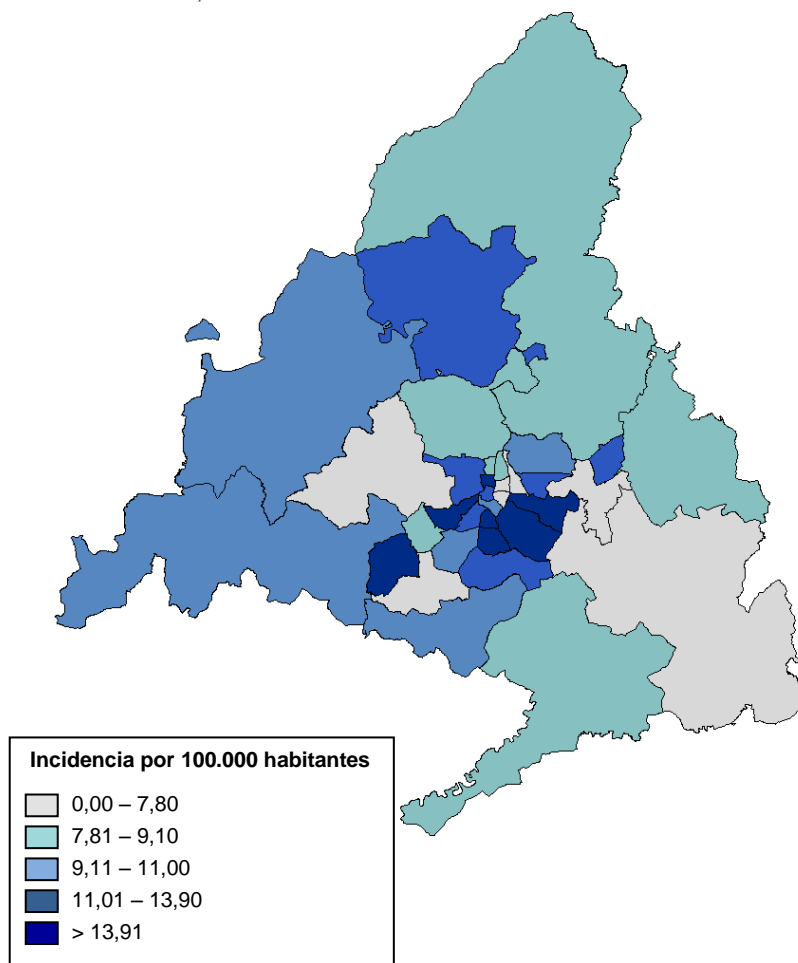 Incidencia por 100.000 habitantes
0,00 – 7,80
7,81 – 9,10
9,11 – 11,00
11,01 – 13,90
> 13,91